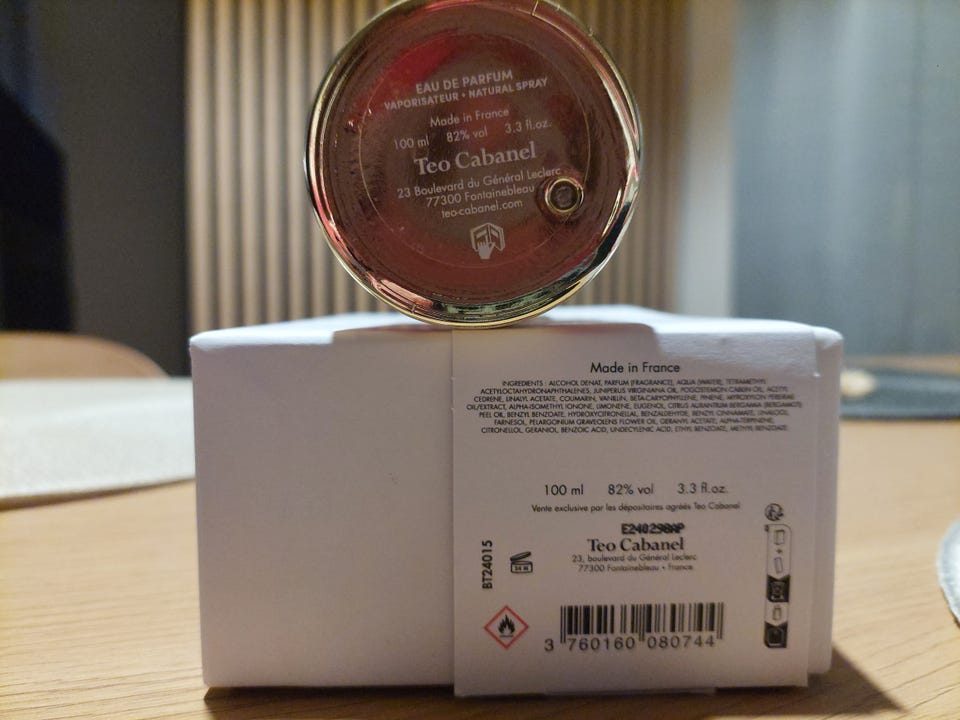 EAU DE PARFUM
VAPORISATEUR • NATURAL SPRAY
Made in France
100 ml 82% vol 3.3 fl.oz.
Teo Cabanel
23 Boulevard du Général Leclerc
77300 Fontainebleau
teo-cabanel.com
Made in France
INGREDIENTS : ALCOHOL DENAT, PARFUM (FRAGRANCE), AQUA (WATER), TETRAMETHYL
ACETYLOCTAHYDRONAPHTHALENES, JUNIPERUS VIRGINIANA OIL, POGOSTEMON CABLIN OIL, ACETYL
CEDRENE, LINALYL ACETATE, COUMARIN, VANILLIN, BETA-CARYOPHYLLENE, PINENE, MYROXYLON PEREIRAE
OIL/EXTRACT, ALPHA-ISOMETHYL IONONE, LIMONENE, EUGENOL, CITRUS AURANTIUM BERGAMIA (BERGAMOT)
PEEL OIL, BENZYL BENZOATE, HYDROXYCITRONELLAL, BENZALDEHYDE, BENZYL CINNAMATE, LINALOOL,
FARNESOL, PELARGONIUM GRAVEOLENS FLOWER OIL, GERANYL ACETATE, ALPHA-TERPINENE,
CITRONELLOL, GERANIOL, BENZOIC ACID, UNDECYLENIC ACID, ETHYL BENZOATE, METHYL BENZOATE.
100 ml 82% vol 3.3 fl.oz.
Vente exclusive par les dépositaires agréés Teo Cabanel
E240298AP
Teo Cabanel
23, boulevard du Général Leclerc
77300 Fontainebleau • France
BT24015
3 760160 080744